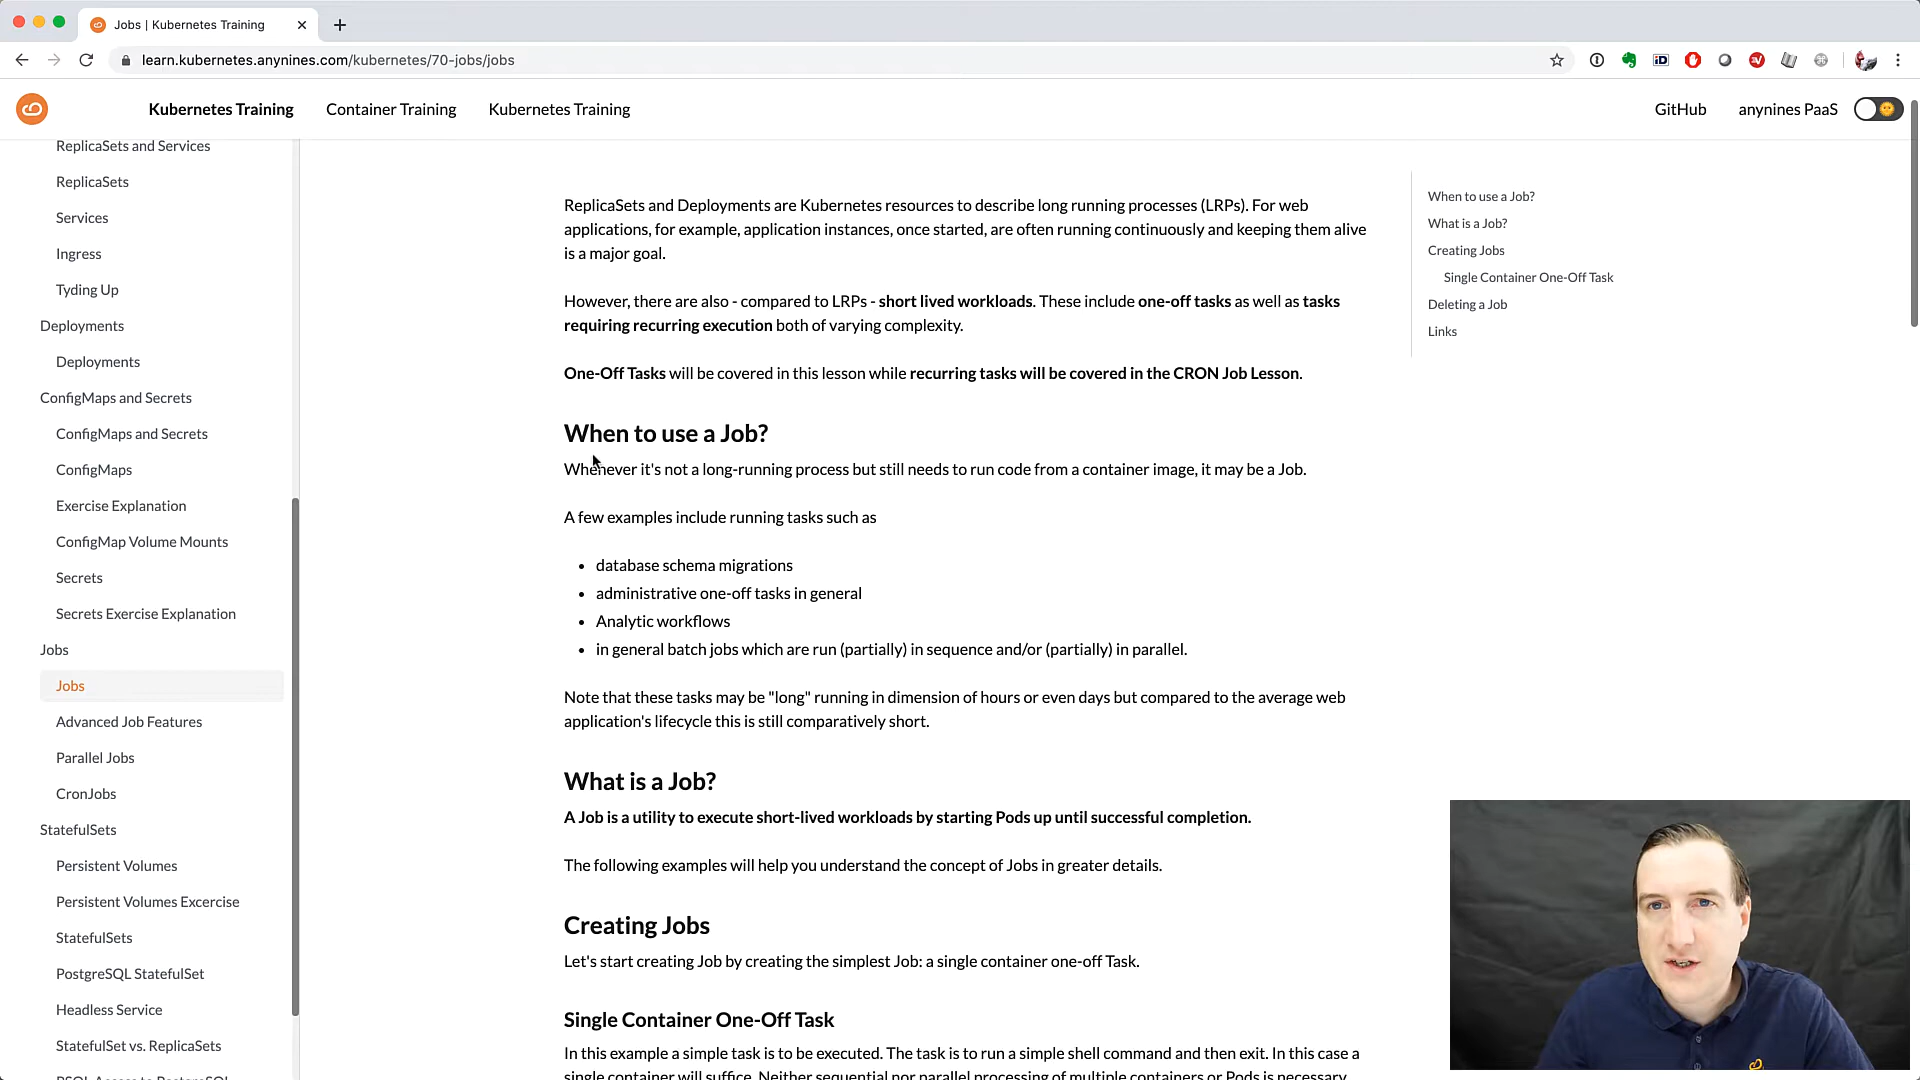 Jobs | Kubernetes Training
learn.kubernetes.anynines.com/kubernetes/70-jobs/jobs
Kubernetes Training
Container Training
Kubernetes Training
GitHub
anynines PaaS
ReplicaSets and Services
ReplicaSets
Services
Ingress
Tyding Up
Deployments
Deployments
ConfigMaps and Secrets
ConfigMaps and Secrets
ConfigMaps
Exercise Explanation
ConfigMap Volume Mounts
Secrets
Secrets Exercise Explanation
Jobs
Jobs
Advanced Job Features
Parallel Jobs
CronJobs
StatefulSets
Persistent Volumes
Persistent Volumes Excercise
StatefulSets
PostgreSQL StatefulSet
Headless Service
StatefulSet vs. ReplicaSets
ReplicaSets and Deployments are Kubernetes resources to describe long running processes (LRPs). For web
applications, for example, application instances, once started, are often running continuously and keeping them alive
is a major goal.
However, there are also - compared to LRPs - short lived workloads. These include one-off tasks as well as tasks
requiring recurring execution both of varying complexity.
One-Off Tasks will be covered in this lesson while recurring tasks will be covered in the CRON Job Lesson.
When to use a Job?
Whenever it's not a long-running process but still needs to run code from a container image, it may be a Job.
A few examples include running tasks such as
• database schema migrations
• administrative one-off tasks in general
• Analytic workflows
• in general batch jobs which are run (partially) in sequence and/or (partially) in parallel.
Note that these tasks may be "long" running in dimension of hours or even days but compared to the average web
application's lifecycle this is still comparatively short.
What is a Job?
A Job is a utility to execute short-lived workloads by starting Pods up until successful completion.
The following examples will help you understand the concept of Jobs in greater details.
Creating Jobs
Let's start creating Job by creating the simplest Job: a single container one-off Task.
Single Container One-Off Task
In this example a simple task is to be executed. The task is to run a simple shell command and then exit. In this case a
single container will suffice. Neither sequential nor parallel processing of multiple containers or Pods is necessary
When to use a Job?
What is a Job?
Creating Jobs
Single Container One-Off Task
Deleting a Job
Links